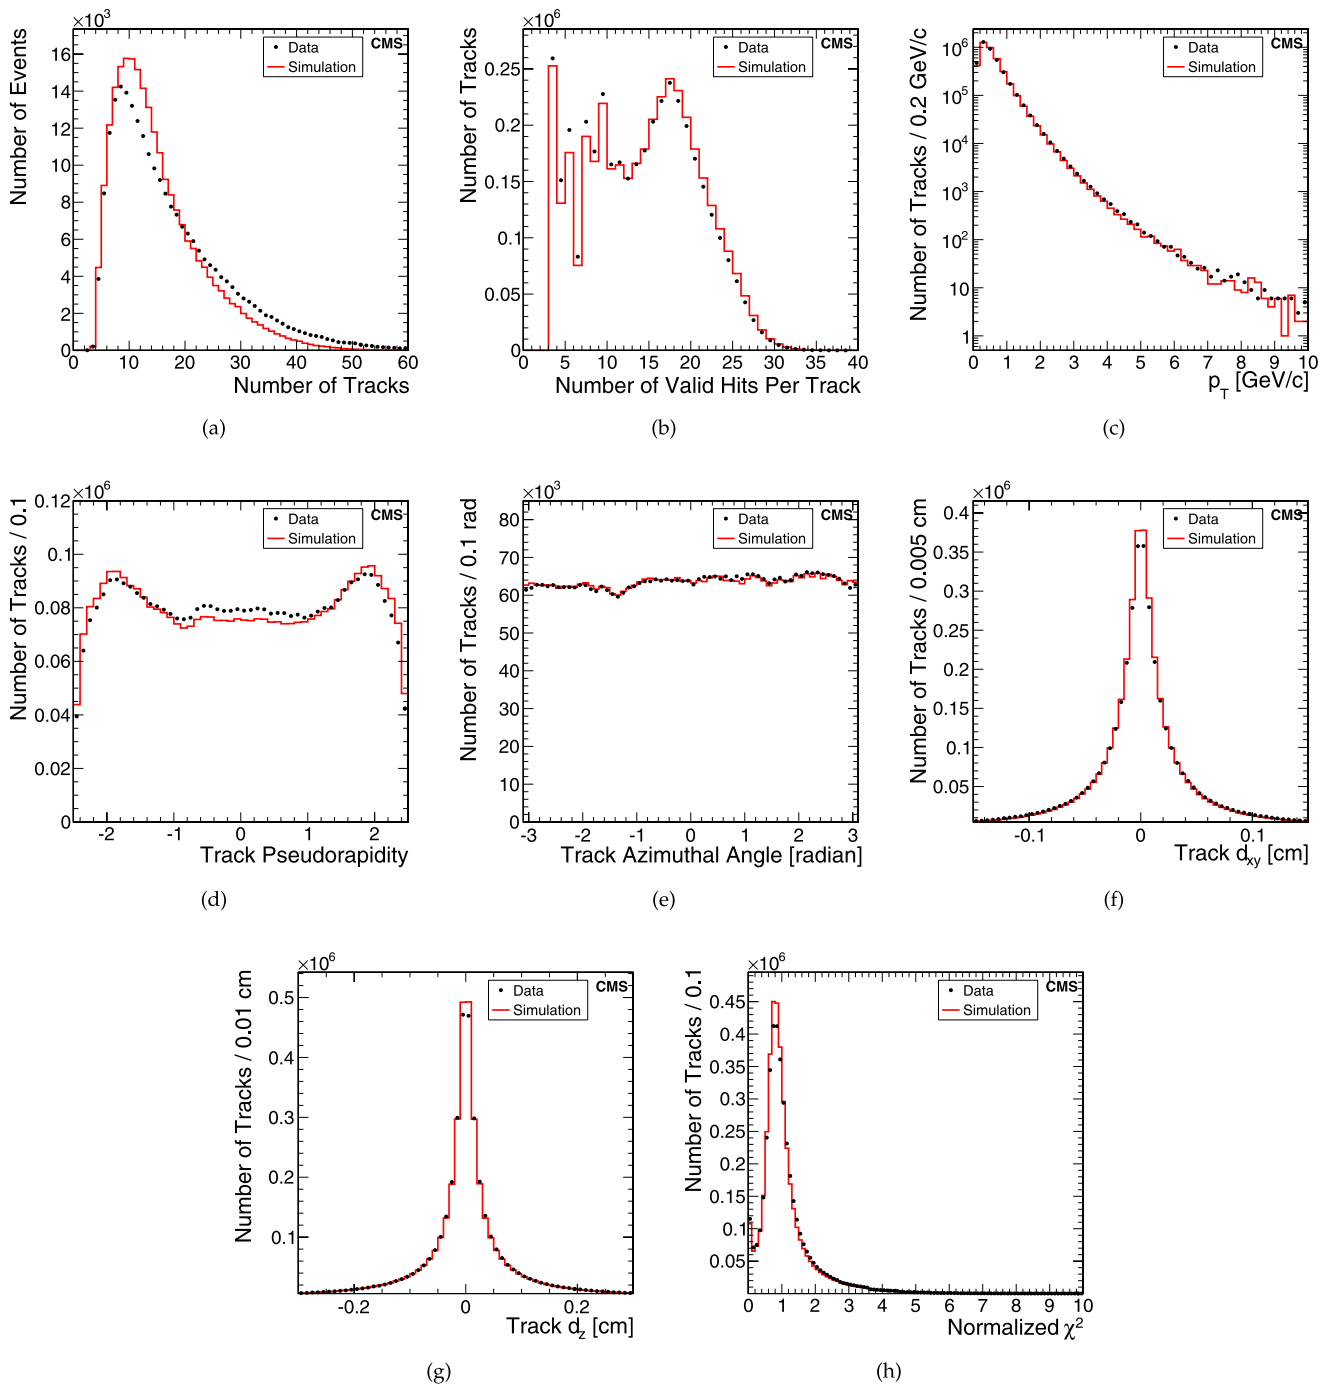 ×10³
Number of Events
16
14
12
10
8
6
4
2
0
0 10 20 30 40 50 60
Number of Tracks
Data
Simulation
CMS
(a)
×10⁶
Number of Tracks
0.25
0.2
0.15
0.1
0.05
0
0 5 10 15 20 25 30 35 40
Number of Valid Hits Per Track
Data
Simulation
CMS
(b)
Number of Tracks / 0.2 GeV/c
10⁶
10⁵
10⁴
10³
10²
10
1
0 1 2 3 4 5 6 7 8 9 10
p_T [GeV/c]
Data
Simulation
CMS
(c)
×10⁶
Number of Tracks / 0.1
0.12
0.1
0.08
0.06
0.04
0.02
0
-2 -1 0 1 2
Track Pseudorapidity
Data
Simulation
CMS
(d)
×10³
Number of Tracks / 0.1 rad
80
70
60
50
40
30
20
10
0
-3 -2 -1 0 1 2 3
Track Azimuthal Angle [radian]
Data
Simulation
CMS
(e)
×10⁶
Number of Tracks / 0.005 cm
0.4
0.35
0.3
0.25
0.2
0.15
0.1
0.05
-0.1 0 0.1
Track d_xy [cm]
Data
Simulation
CMS
(f)
×10⁶
Number of Tracks / 0.01 cm
0.5
0.4
0.3
0.2
0.1
-0.2 0 0.2
Track d_z [cm]
Data
Simulation
CMS
(g)
×10⁶
Number of Tracks / 0.1
0.45
0.4
0.35
0.3
0.25
0.2
0.15
0.1
0.05
0 1 2 3 4 5 6 7 8 9 10
Normalized χ²
Data
Simulation
CMS
(h)